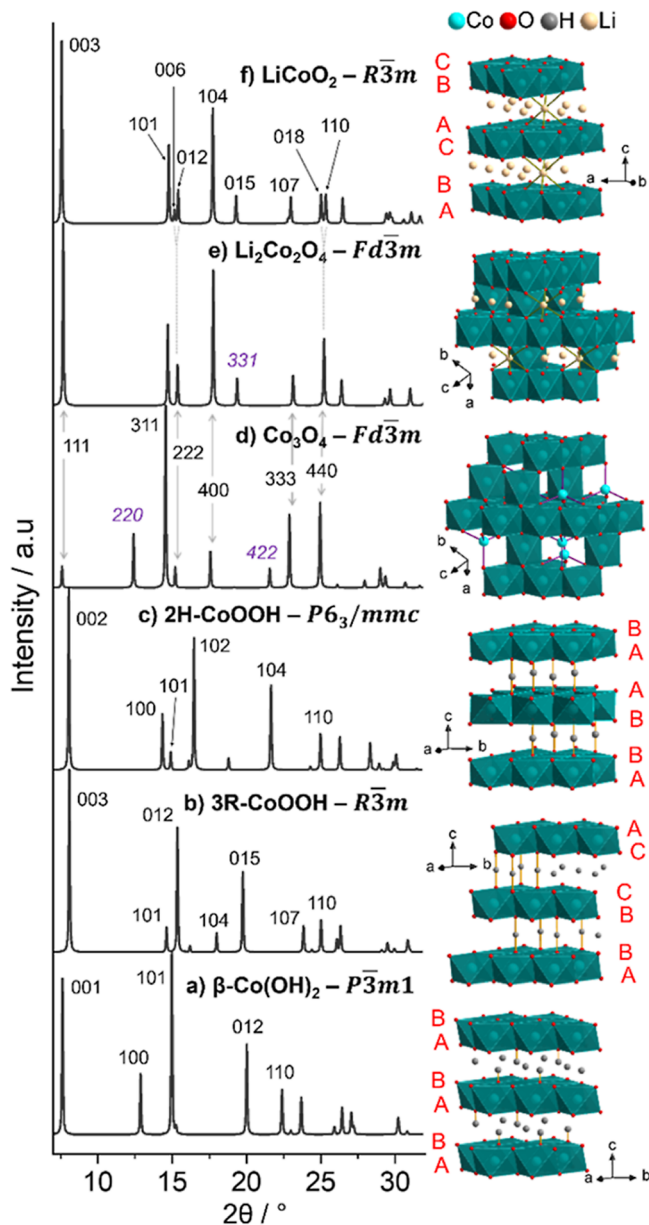 Co O H Li
003
006
f) LiCoO2 – R3̅m
101
012
104
018
110
015
107
C
B
A
C
B
A
c
a
b
e) Li2Co2O4 – Fd3̅m
331
b
c
a
111
311
222
d) Co3O4 – Fd3̅m
400
333
440
220
422
b
c
a
002
c) 2H-CoOOH – P63/mmc
102
100
101
104
110
B
A
A
B
B
A
c
a
b
003
b) 3R-CoOOH – R3̅m
012
015
101
104
107
110
A
C
C
B
B
A
c
a
b
001
101
a) β-Co(OH)2 – P3̅m1
100
012
110
B
A
B
A
B
A
c
a
b
Intensity / a.u
10 15 20 25 30
2θ / °